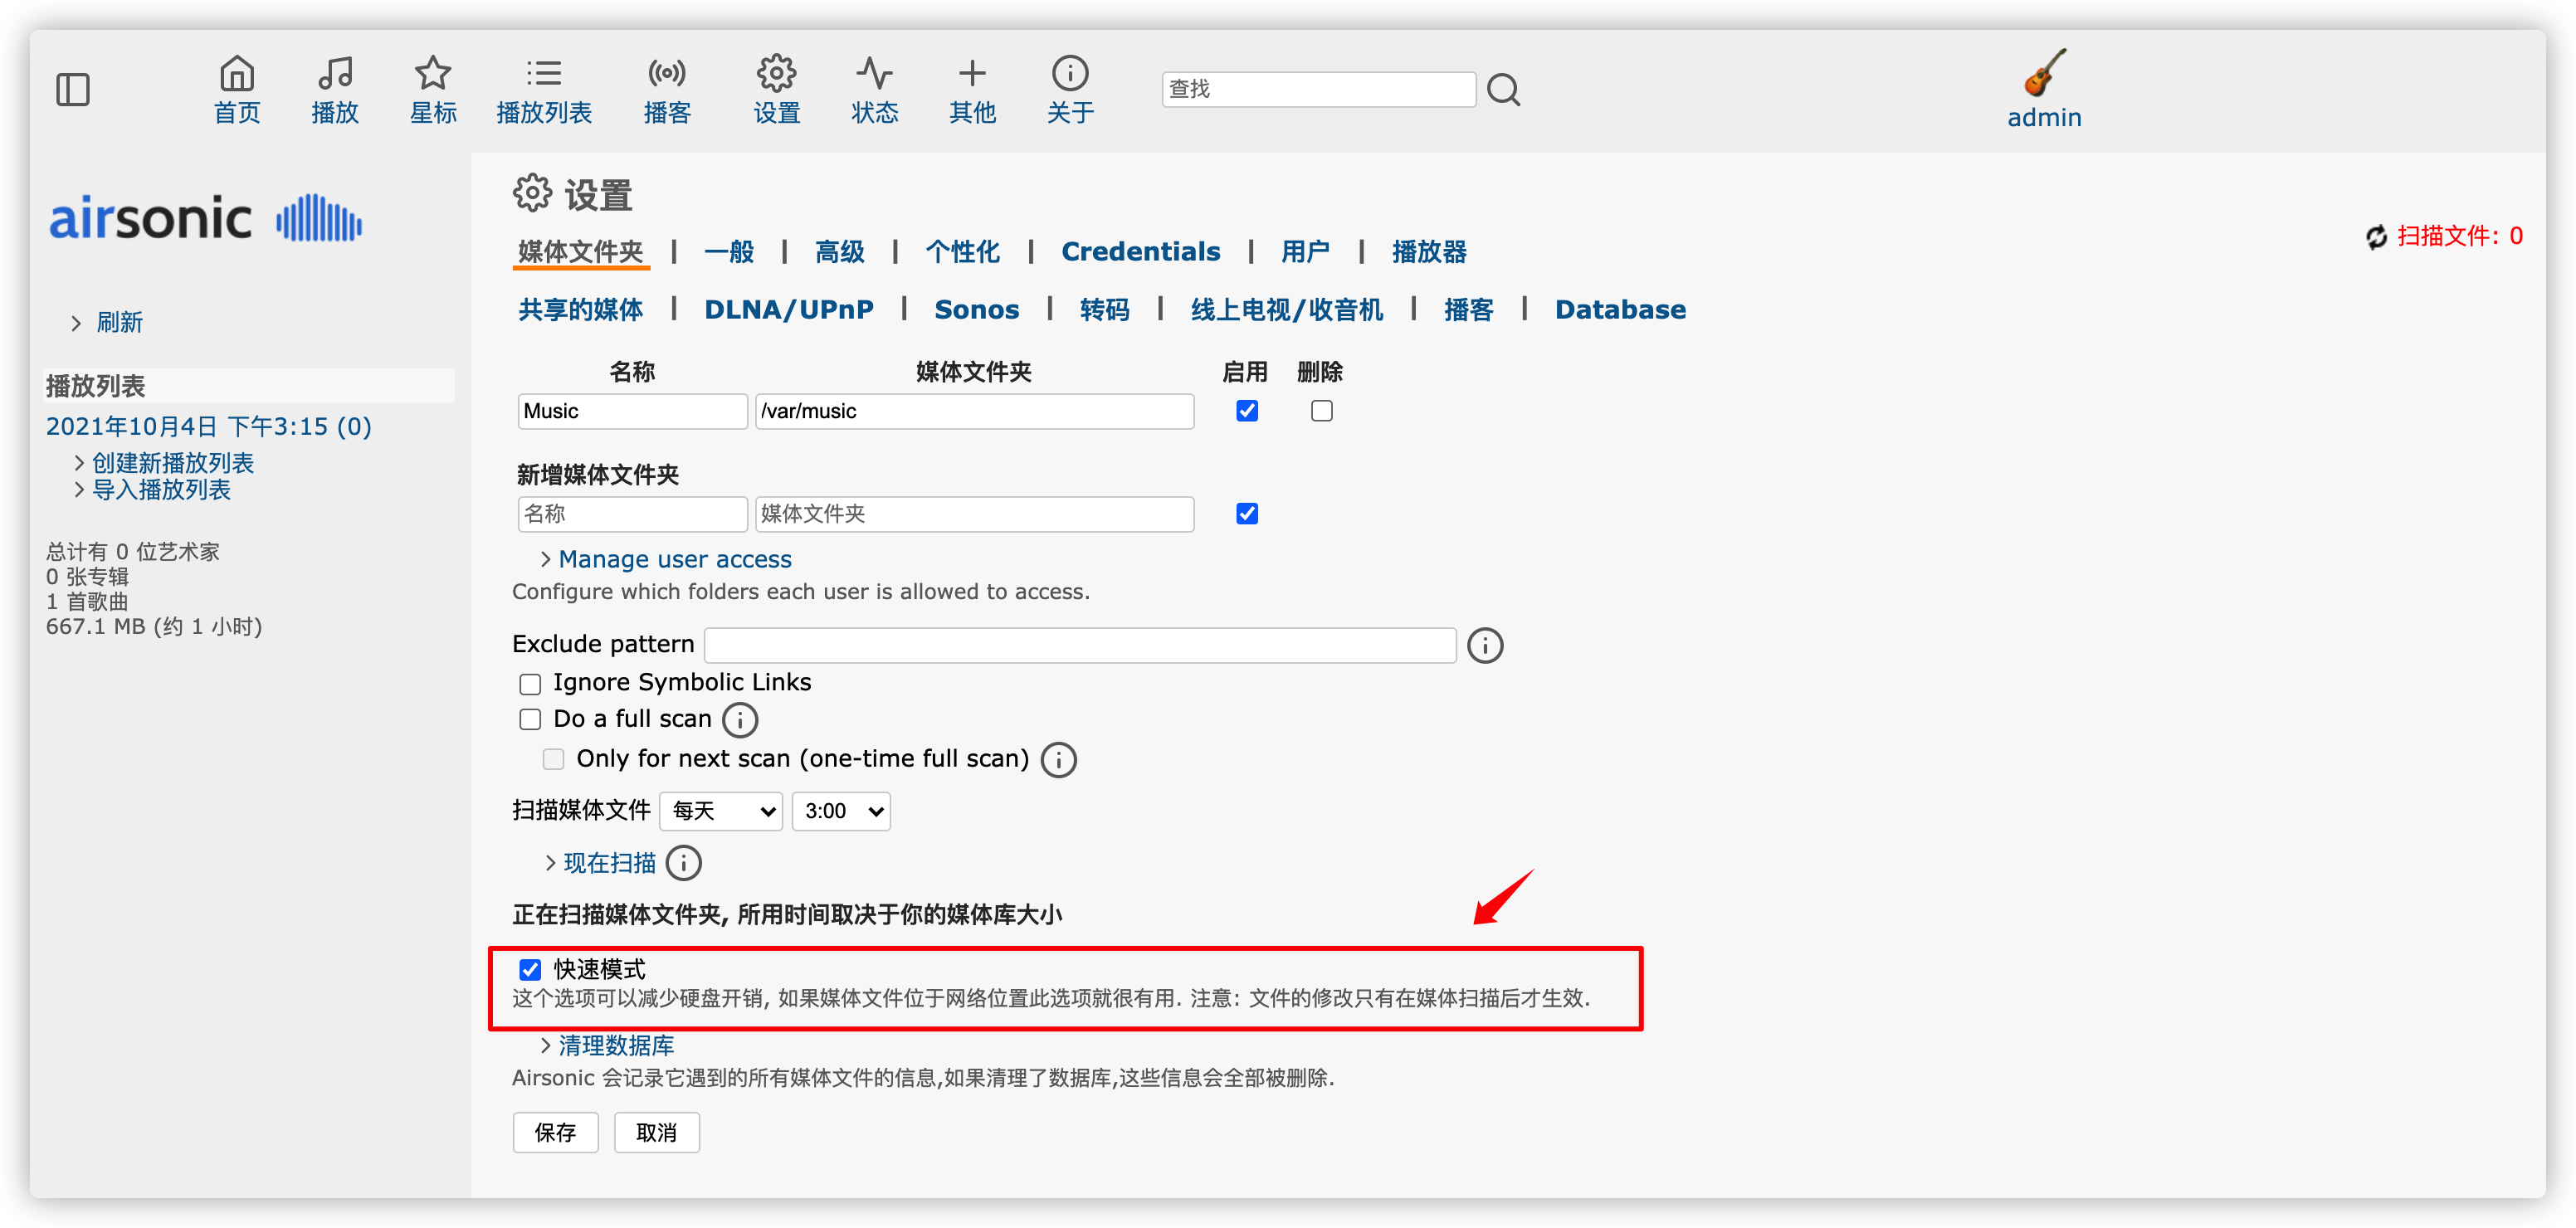 首页 播放 星标 播放列表 播客 设置 状态 其他 关于 查找 admin
airsonic
刷新
播放列表
2021年10月4日 下午3:15 (0)
创建新播放列表
导入播放列表
总计有 0 位艺术家
0 张专辑
1 首歌曲
667.1 MB (约 1 小时)
设置
扫描文件: 0
媒体文件夹 | 一般 | 高级 | 个性化 | Credentials | 用户 | 播放器
共享的媒体 | DLNA/UPnP | Sonos | 转码 | 线上电视/收音机 | 播客 | Database
名称 媒体文件夹 启用 删除
Music /var/music
新增媒体文件夹
名称 媒体文件夹
Manage user access
Configure which folders each user is allowed to access.
Exclude pattern
Ignore Symbolic Links
Do a full scan
Only for next scan (one-time full scan)
扫描媒体文件 每天 3:00
现在扫描
正在扫描媒体文件夹, 所用时间取决于你的媒体库大小
快速模式
这个选项可以减少硬盘开销, 如果媒体文件位于网络位置此选项就很有用. 注意: 文件的修改只有在媒体扫描后才生效.
清理数据库
Airsonic 会记录它遇到的所有媒体文件的信息,如果清理了数据库,这些信息会全部被删除.
保存 取消